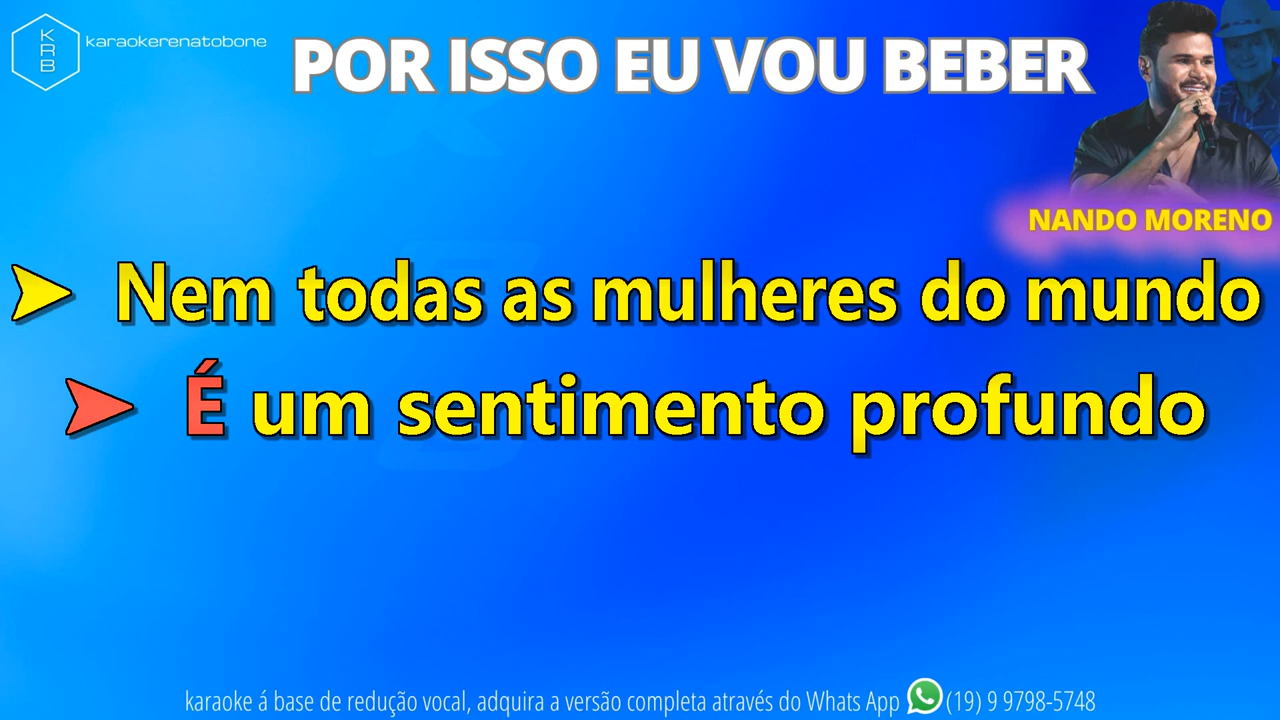 KRB
karaokerenatobone
POR ISSO EU VOU BEBER
NANDO MORENO
➤ Nem todas as mulheres do mundo
➤ É um sentimento profundo
karaoke á base de redução vocal, adquira a versão completa através do Whats App (19) 9 9798-5748